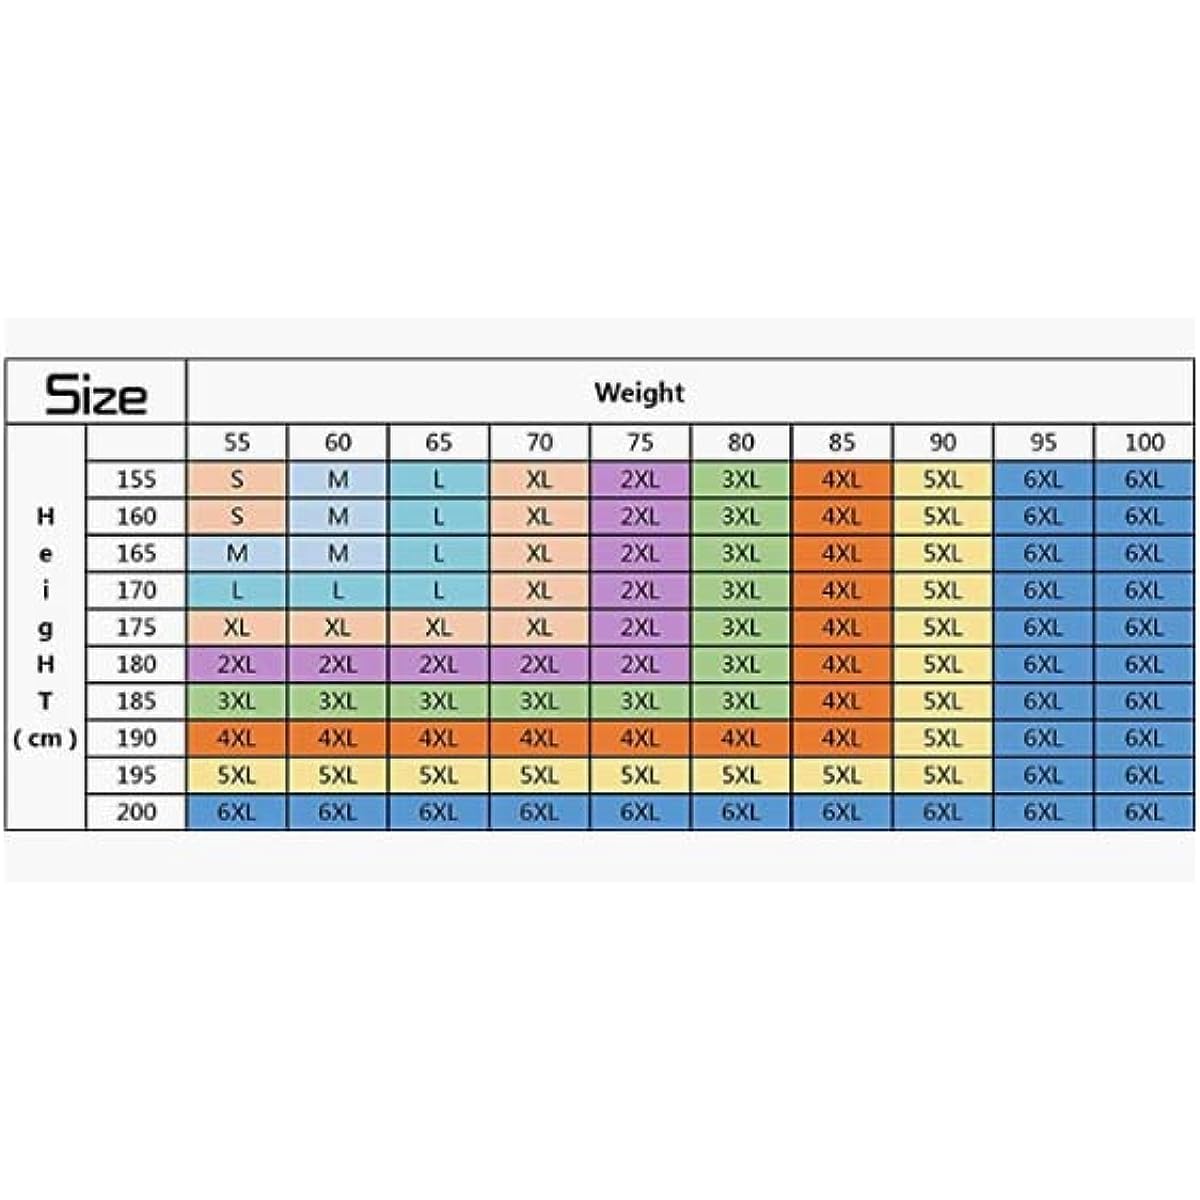 Size Weight
55 60 65 70 75 80 85 90 95 100
155 S M L XL 2XL 3XL 4XL 5XL 6XL 6XL
H 160 S M L XL 2XL 3XL 4XL 5XL 6XL 6XL
e 165 M M L XL 2XL 3XL 4XL 5XL 6XL 6XL
i 170 L L L XL 2XL 3XL 4XL 5XL 6XL 6XL
g 175 XL XL XL XL 2XL 3XL 4XL 5XL 6XL 6XL
H 180 2XL 2XL 2XL 2XL 2XL 3XL 4XL 5XL 6XL 6XL
T 185 3XL 3XL 3XL 3XL 3XL 3XL 4XL 5XL 6XL 6XL
( cm ) 190 4XL 4XL 4XL 4XL 4XL 4XL 4XL 5XL 6XL 6XL
195 5XL 5XL 5XL 5XL 5XL 5XL 5XL 5XL 6XL 6XL
200 6XL 6XL 6XL 6XL 6XL 6XL 6XL 6XL 6XL 6XL